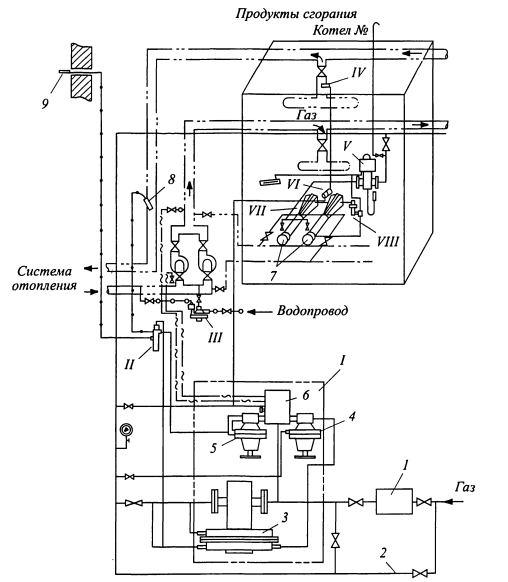 Продукты сгорания
Котел №
9
IV
Газ
V
8
VI
VII
VIII
7
Система
отопления
Водопровод
III
II
I
6
5
4
3
1
Газ
2